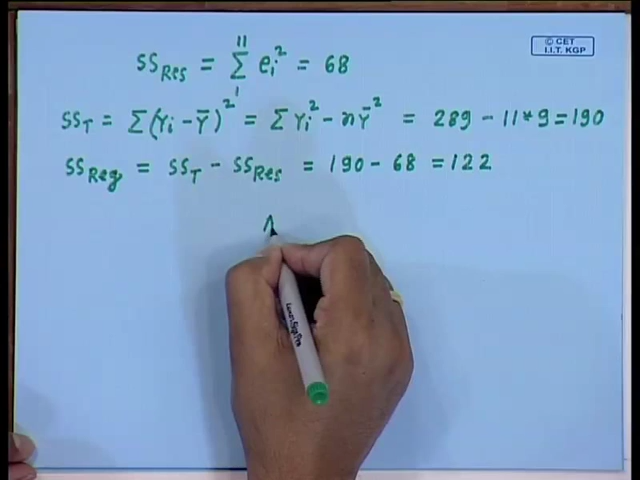 © CET
I.I.T. KGP
SS_Res = Σ_1^11 e_i^2 = 68
SS_T = Σ(Y_i - Ȳ)^2 = ΣY_i^2 - nȲ^2 = 289 - 11*9 = 190
SS_Reg = SS_T - SS_Res = 190 - 68 = 122